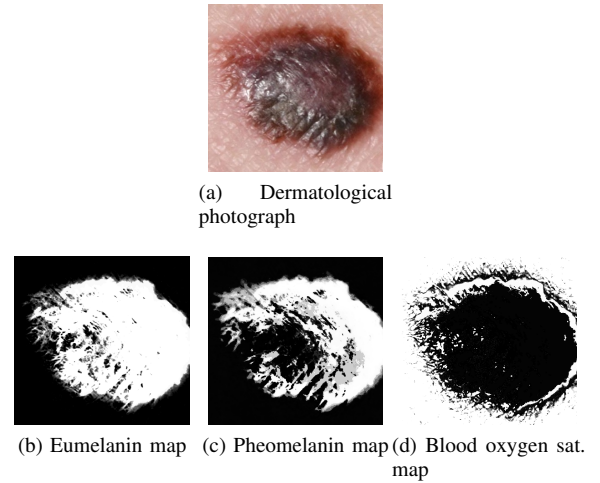 (a) Dermatological
photograph
(b) Eumelanin map
(c) Pheomelanin map
(d) Blood oxygen sat.
map